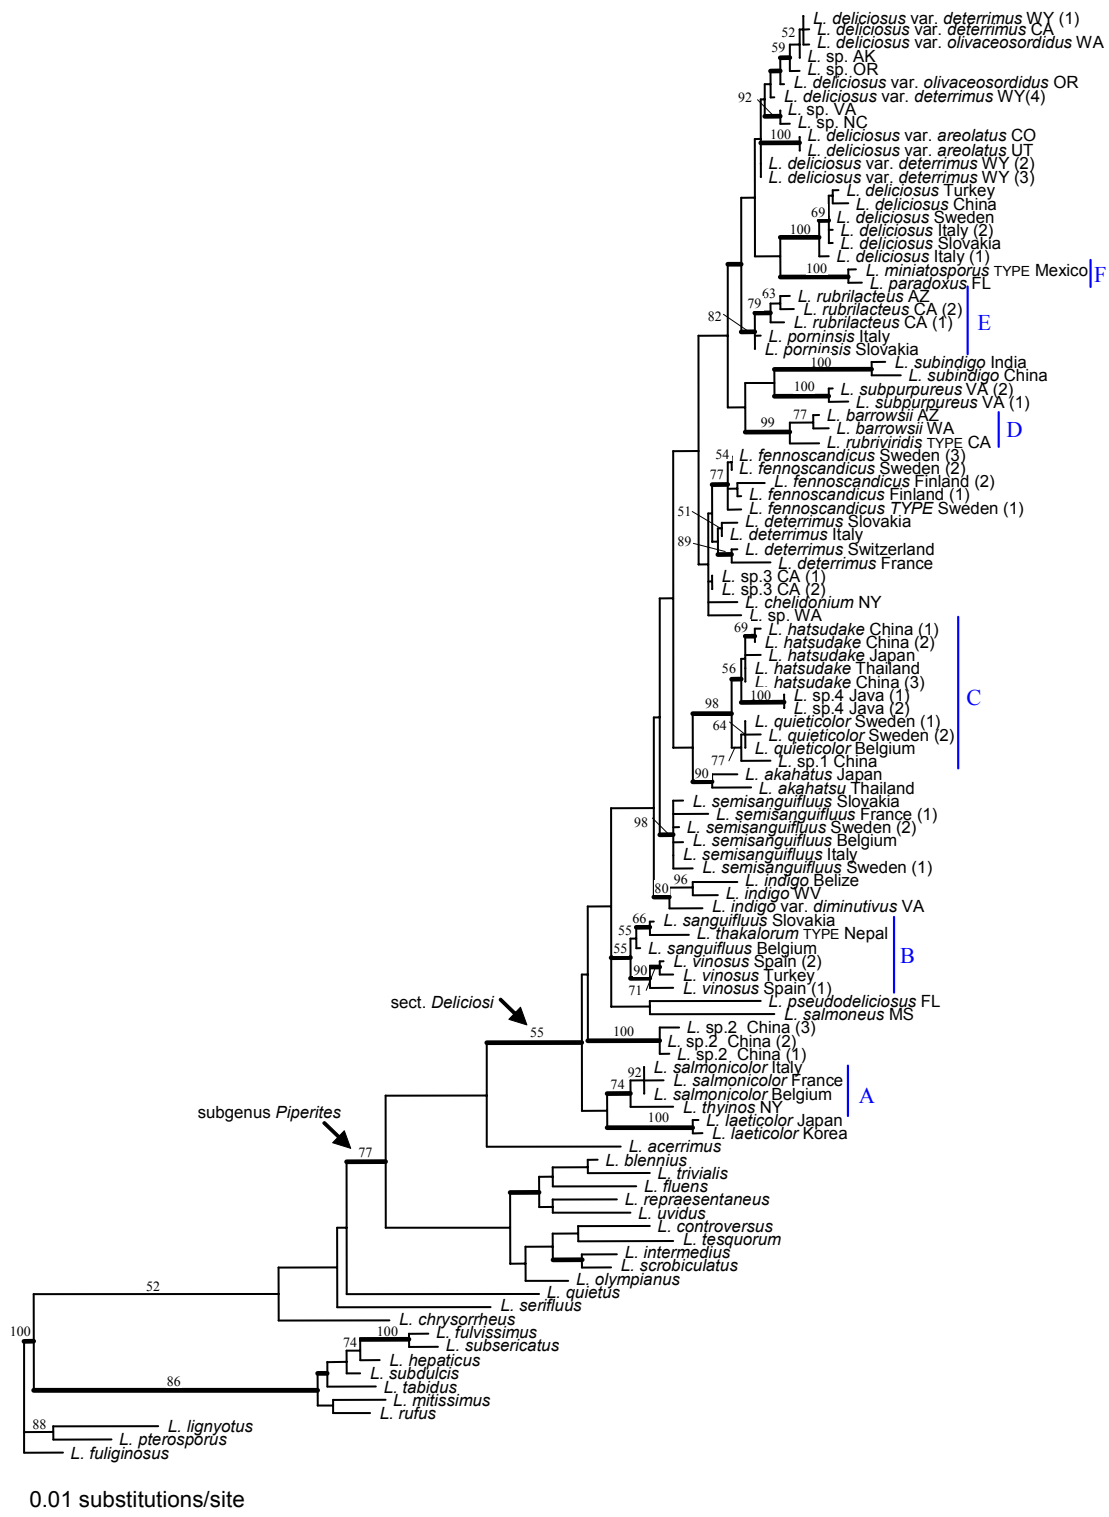 L. deliciosus var. deterrimus WY (1)
52
L. deliciosus var. deterrimus CA
L. deliciosus var. olivaceosordidus WA
59
L. sp. AK
L. sp. OR
L. deliciosus var. olivaceosordidus OR
L. deliciosus var. deterrimus WY(4)
92
L. sp. VA
L. sp. NC
L. deliciosus var. areolatus CO
100
L. deliciosus var. areolatus UT
L. deliciosus var. deterrimus WY (2)
L. deliciosus var. deterrimus WY (3)
L. deliciosus Turkey
L. deliciosus China
69
L. deliciosus Sweden
L. deliciosus Italy (2)
100
L. deliciosus Slovakia
L. deliciosus Italy (1)
L. miniatosporus TYPE Mexico
100
F
L. paradoxus FL
L. rubrilacteus AZ
63
79
L. rubrilacteus CA (2)
82
L. rubrilacteus CA (1)
E
L. porninsis Italy
L. porninsis Slovakia
L. subindigo India
100
L. subindigo China
L. subpurpureus VA (2)
100
L. subpurpureus VA (1)
L. barrowsii AZ
77
L. barrowsii WA
99
D
L. rubriviridis TYPE CA
L. fennoscandicus Sweden (3)
54
L. fennoscandicus Sweden (2)
77
L. fennoscandicus Finland (2)
L. fennoscandicus Finland (1)
L. fennoscandicus TYPE Sweden (1)
51
L. deterrimus Slovakia
L. deterrimus Italy
89
L. deterrimus Switzerland
L. deterrimus France
L. sp.3 CA (1)
L. sp.3 CA (2)
L. chelidonium NY
L. sp. WA
69
L. hatsudake China (1)
L. hatsudake China (2)
L. hatsudake Japan
56
L. hatsudake Thailand
L. hatsudake China (3)
100
L. sp.4 Java (1)
C
98
L. sp.4 Java (2)
64
L. quieticolor Sweden (1)
L. quieticolor Sweden (2)
L. quieticolor Belgium
77
L. sp.1 China
90
L. akahatus Japan
L. akahatsu Thailand
L. semisanguifluus Slovakia
L. semisanguifluus France (1)
98
L. semisanguifluus Sweden (2)
L. semisanguifluus Belgium
L. semisanguifluus Italy
L. semisanguifluus Sweden (1)
96
L. indigo Belize
80
L. indigo WV
L. indigo var. diminutivus VA
66
L. sanguifluus Slovakia
55
L. thakalorum TYPE Nepal
55
L. sanguifluus Belgium
B
L. vinosus Spain (2)
90
L. vinosus Turkey
71
L. vinosus Spain (1)
L. pseudodeliciosus FL
sect. Deliciosi
L. salmoneus MS
55
100
L. sp.2 China (3)
L. sp.2 China (2)
L. sp.2 China (1)
L. salmonicolor Italy
92
74
L. salmonicolor France
L. salmonicolor Belgium
A
L. thyinos NY
subgenus Piperites
100
L. laeticolor Japan
L. laeticolor Korea
L. acerrimus
77
L. blennius
L. trivialis
L. fluens
L. repraesentaneus
L. uvidus
L. controversus
L. tesquorum
L. intermedius
L. scrobiculatus
L. olympianus
52
L. quietus
L. serifluus
L. chrysorrheus
100
100
L. fulvissimus
74
L. subsericatus
L. hepaticus
L. subdulcis
86
L. tabidus
L. mitissimus
L. rufus
88
L. lignyotus
L. pterosporus
L. fuliginosus
0.01 substitutions/site